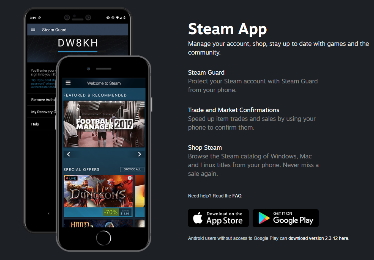 DW8KH
Welcome to Steam
FEATURED & RECOMMENDED
FOOTBALL
MANAGER 2019
SPECIAL OFFERS
DUNGEONS
Help
Steam App
Manage your account, shop, stay up to date with games and the
community.
Steam Guard
Protect your Steam account with Steam Guard
from your phone.
Trade and Market Confirmations
Speed up item trades and sales by using your
phone to confirm them.
Shop Steam
Browse the Steam catalog of Windows, Mac
and Linux titles from your phone. Never miss a
sale again.
Need help? Read the FAQ
Download on the
App Store
GET IT ON
Google Play
Android users without access to Google Play can download version 2.3.12 here.